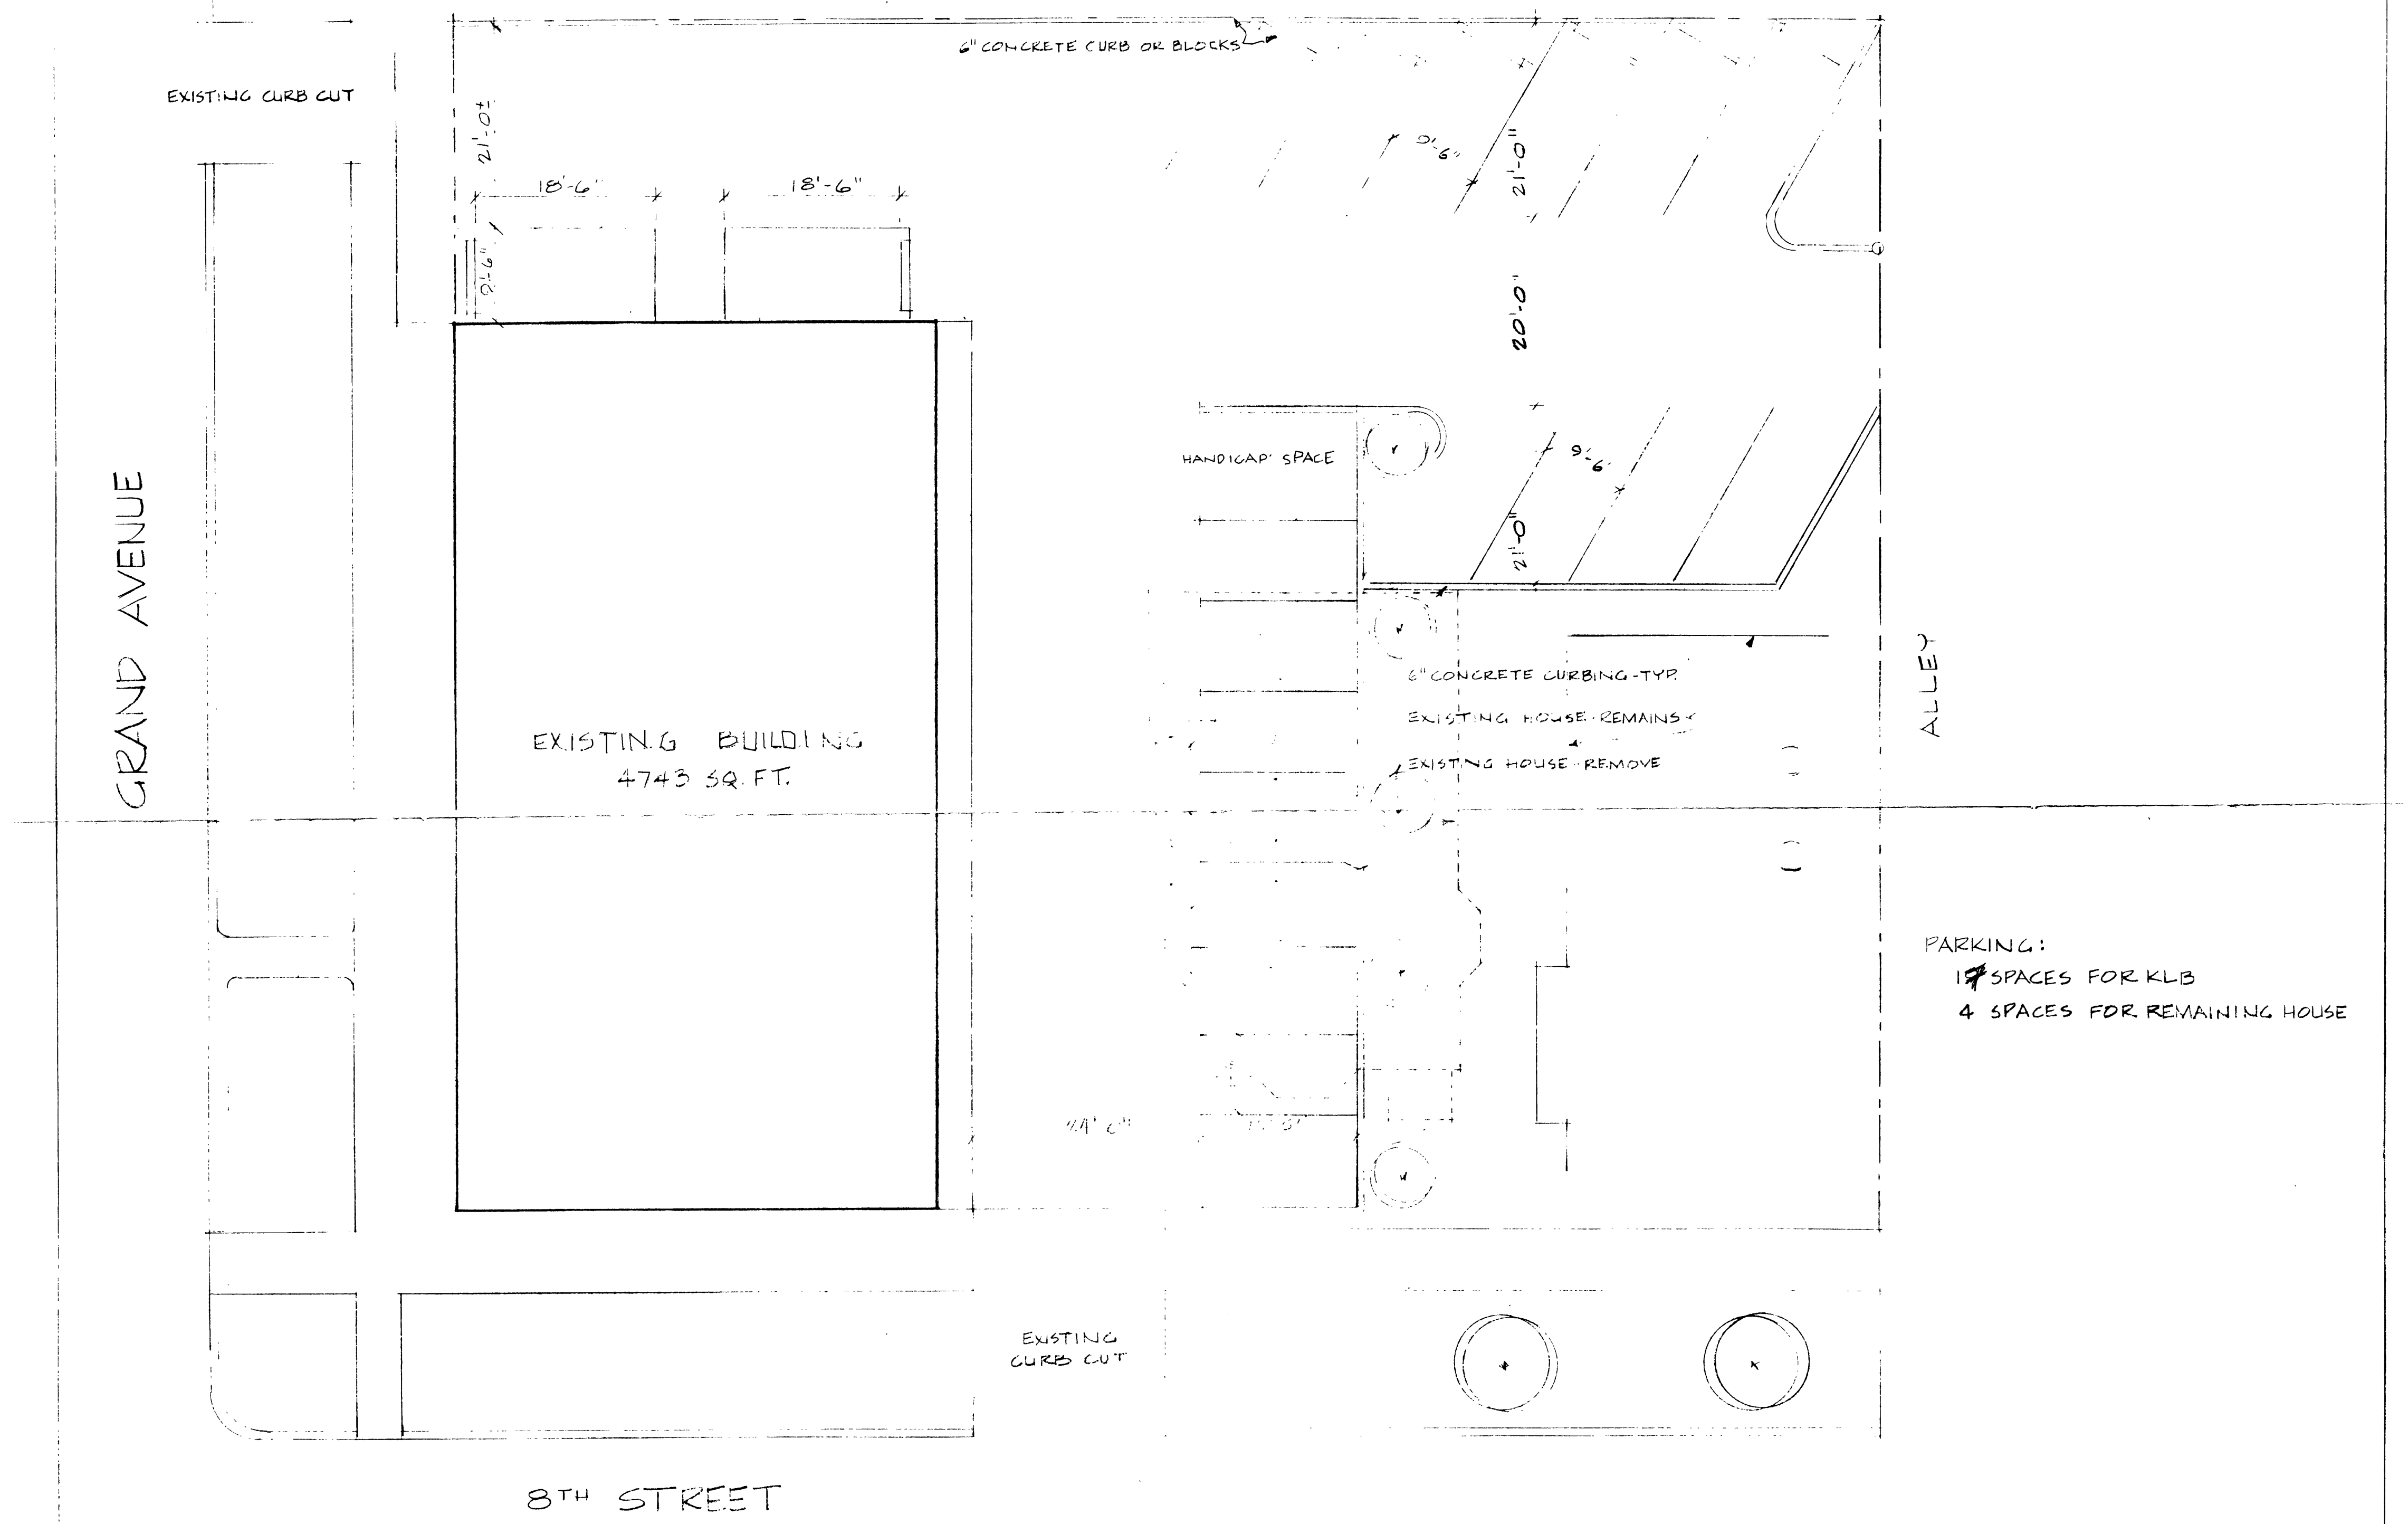 6" CONCRETE CURB OR BLOCKS
EXISTING CURB CUT
21'-0±
18'-6"
18'-6"
9'-6"
9'-6"
21'-0"
20'-0"
HANDICAP SPACE
9'-6"
21'-0"
GRAND AVENUE
ALLEY
6" CONCRETE CURBING-TYP.
EXISTING HOUSE-REMAINS
EXISTING HOUSE-REMOVE
EXISTING BUILDING
4743 SQ. FT.
PARKING:
SPACES FOR KLB
4 SPACES FOR REMAINING HOUSE
EXISTING
CURB CUT
8TH STREET